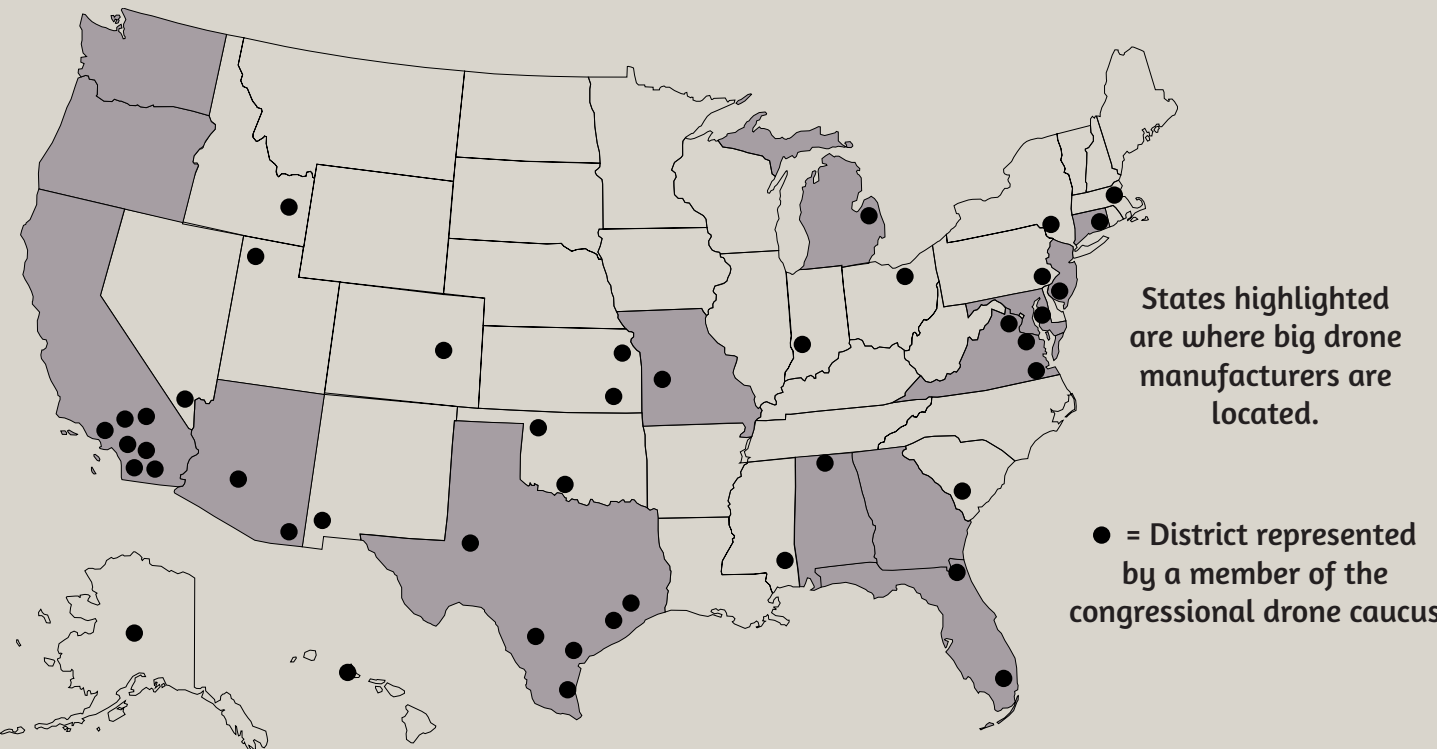 States highlighted
are where big drone
manufacturers are
located.
= District represented
by a member of the
congressional drone caucus